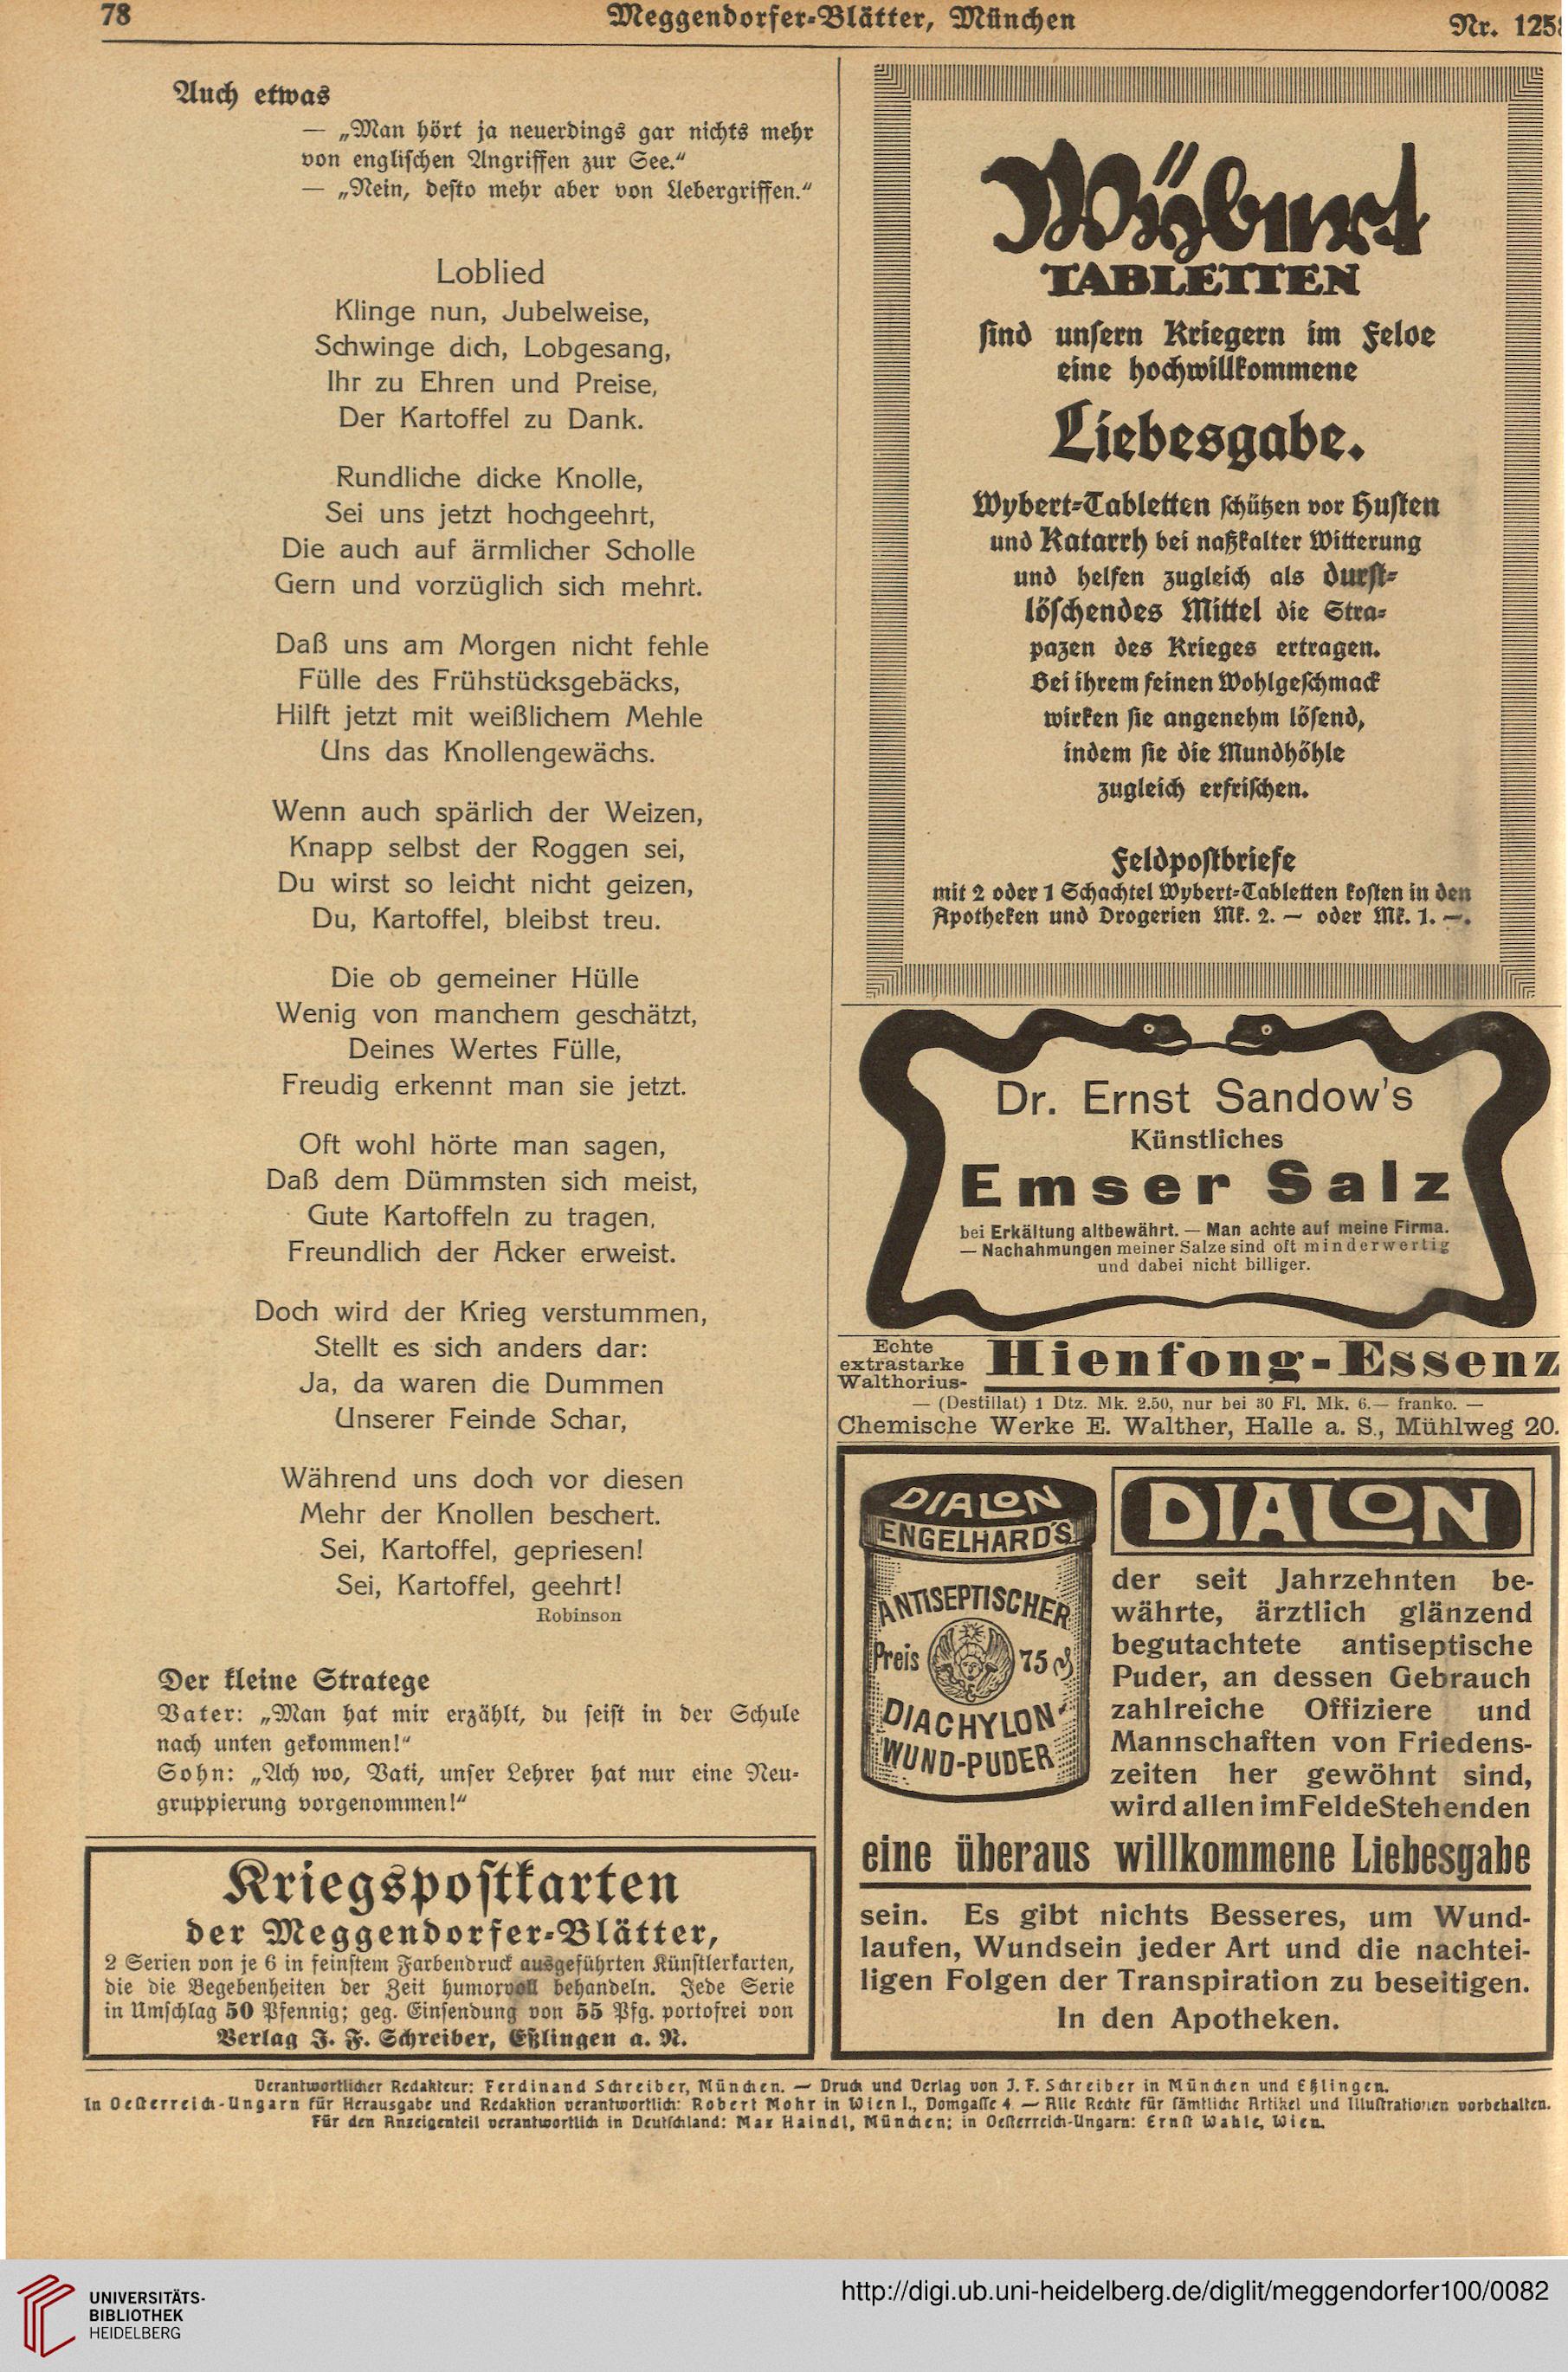 78
Meggendorfer-Blätter, München
Nr. 125
Auch etwas
— „Man hört ja neuerdings gar nichts mehr
von englischen Angriffen zur See.“
— „Nein, desto mehr aber von Uebergriffen.“
Loblied
Klinge nun, Jubelweise,
Schwinge dich, Lobgesang,
Ihr zu Ehren und Preise,
Der Kartoffel zu Dank.
Rundliche dicke Knolle,
Sei uns jetzt hochgeehrt,
Die auch auf ärmlicher Scholle
Gern und vorzüglich sich mehrt.
Daß uns am Morgen nicht fehle
Fülle des Frühstücksgebäcks,
Hilft jetzt mit weißlichem Mehle
Uns das Knollengewächs.
Wenn auch spärlich der Weizen,
Knapp selbst der Roggen sei,
Du wirst so leicht nicht geizen,
Du, Kartoffel, bleibst treu.
Die ob gemeiner Hülle
Wenig von manchem geschätzt,
Deines Wertes Fülle,
Freudig erkennt man sie jetzt.
Oft wohl hörte man sagen,
Daß dem Dümmsten sich meist,
Gute Kartoffeln zu tragen,
Freundlich der Acker erweist.
Doch wird der Krieg verstummen,
Stellt es sich anders dar:
Ja, da waren die Dummen
Unserer Feinde Schar,
Während uns doch vor diesen
Mehr der Knollen beschert.
Sei, Kartoffel, gepriesen!
Sei, Kartoffel, geehrt!
Robinson
Der kleine Stratege
Vater: „Man hat mir erzählt, du seist in der Schule
nach unten gekommen!“
Sohn: „Ach wo, Vati, unser Lehrer hat nur eine Neu-
gruppierung vorgenommen!“
Kriegspostkarten
der Meggendorfer-Blätter,
2 Serien von je 6 in feinstem Farbendruck ausgeführten Künstlerkarten,
die die Begebenheiten der Zeit humorvoll behandeln. Jede Serie
in Umschlag 50 Pfennig; geg. Einsendung von 55 Pfg. portofrei von
Verlag J. F. Schreiber, Eßlingen a. N.
Wybert
TABLETTEN
sind unsern Kriegern im Felde
eine hochwillkommene
Liebesgabe.
Wybert-Tabletten schützen vor Husten
und Katarrh bei naßkalter Witterung
und helfen zugleich als durst-
löschendes Mittel die Stra-
pazen des Krieges ertragen.
Bei ihrem feinen Wohlgeschmack
wirken sie angenehm lösend,
indem sie die Mundhöhle
zugleich erfrischen.
Feldpostbriefe
mit 2 oder 1 Schachtel Wybert-Tabletten kosten in den
Apotheken und Drogerien Mk. 2. — oder Mk. 1. —.
Dr. Ernst Sandow's
Künstliches
Emser Salz
bei Erkältung altbewährt. — Man achte auf meine Firma.
— Nachahmungen meiner Salze sind oft minderwertig
und dabei nicht billiger.
Echte
extrastarke
Walthorius-
Hienfong-Essenz
— (Destillat) 1 Dtz. Mk. 2.50, nur bei 30 Fl. Mk. 6.— franko. —
Chemische Werke E. Walther, Halle a. S., Mühlweg 20.
DIALON
ENGELHARD'S
ANTISEPTISCHER
Preis 75 ₰
DIACHYLON-
WUND-PUDER
DIALON
der seit Jahrzehnten be-
währte, ärztlich glänzend
begutachtete antiseptische
Puder, an dessen Gebrauch
zahlreiche Offiziere und
Mannschaften von Friedens-
zeiten her gewöhnt sind,
wird allen im Felde Stehenden
eine überaus willkommene Liebesgabe
sein. Es gibt nichts Besseres, um Wund-
laufen, Wundsein jeder Art und die nachtei-
ligen Folgen der Transpiration zu beseitigen.
In den Apotheken.
Verantwortlicher Redakteur: Ferdinand Schreiber, München. — Druck und Verlag von J. F. Schreiber in München und Eßlingen.
In Oesterreich-Ungarn für Herausgabe und Redaktion verantwortlich: Robert Mohr in Wien I., Domgasse 4. — Alle Rechte für sämtliche Artikel und Illustrationen vorbehalten.
Für den Anzeigenteil verantwortlich in Deutschland: Max Haindl, München; in Oesterreich-Ungarn: Ernst Wahle, Wien.
UNIVERSITÄTS-
BIBLIOTHEK
HEIDELBERG
http://digi.ub.uni-heidelberg.de/diglit/meggendorfer100/0082